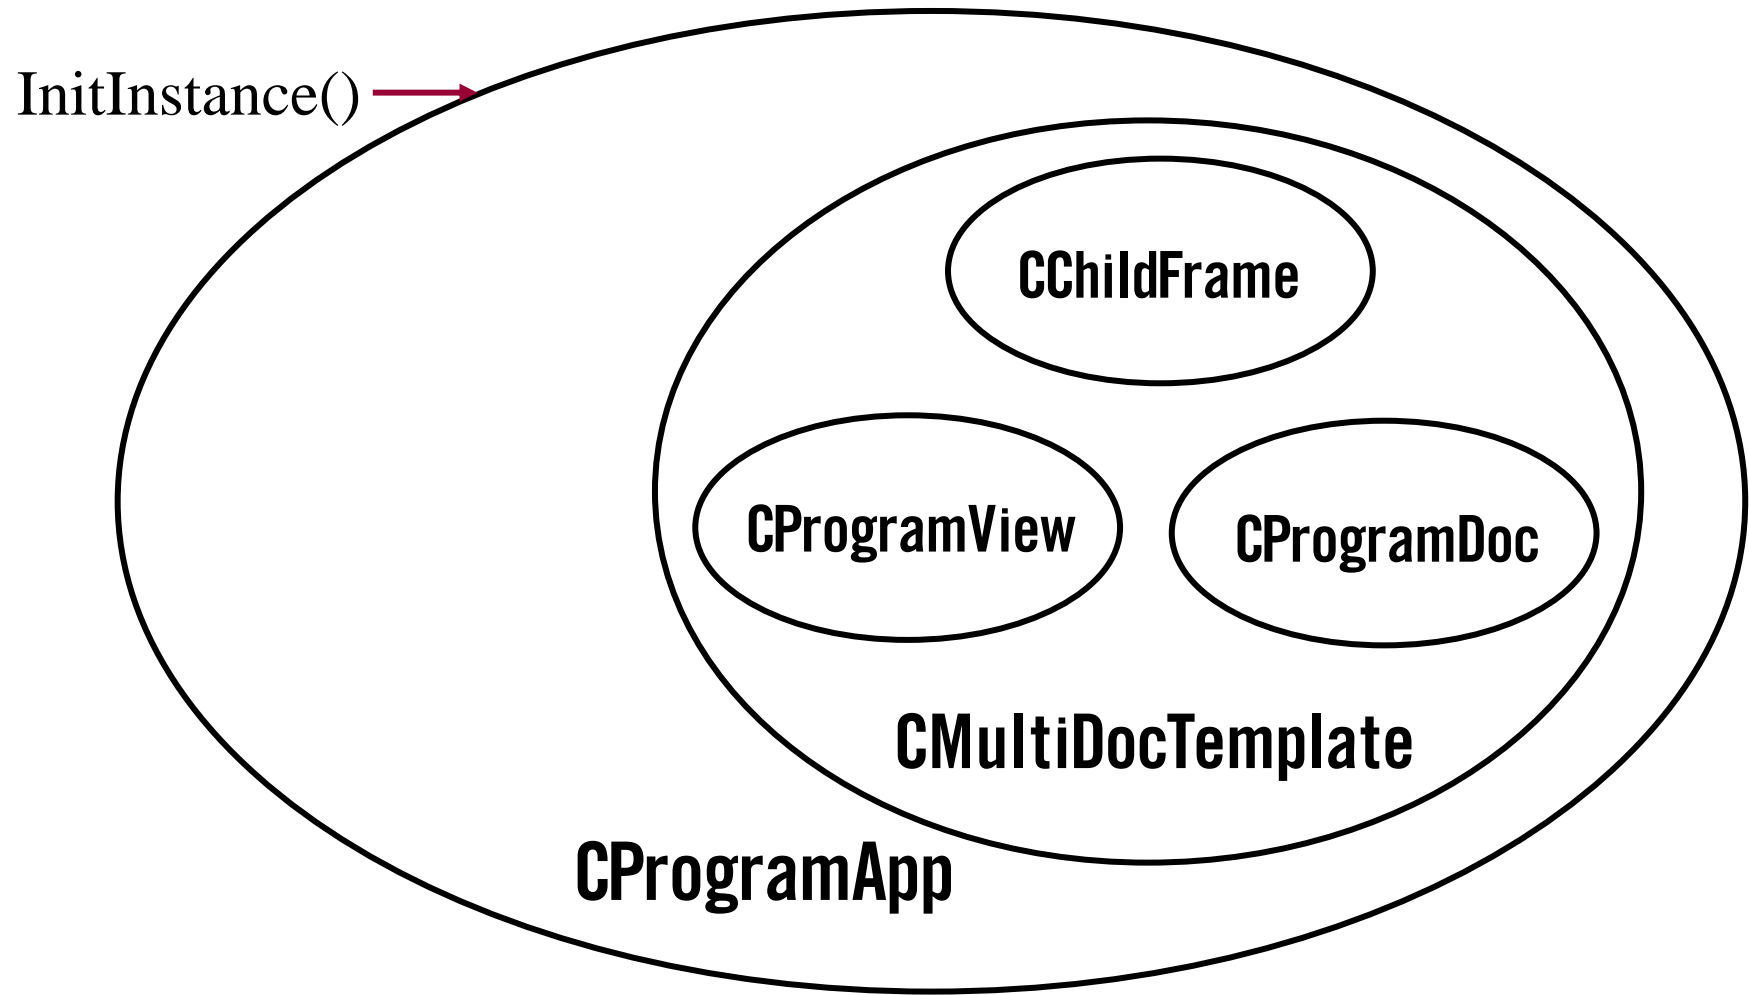 InitInstance()
CChildFrame
CProgramView
CProgramDoc
CMultiDocTemplate
CProgramApp